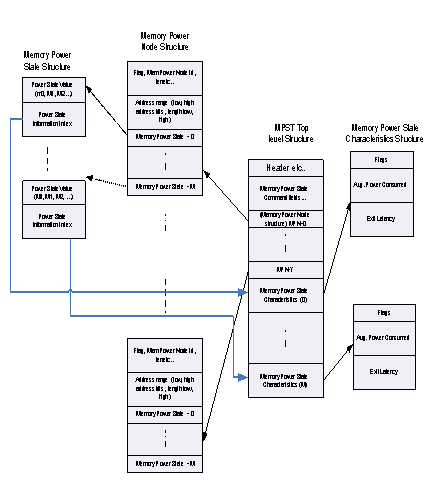 Memory Power
State Structure
Power State Value
(m0, M1, M2...)
Power State
Information Index
Power State Value
(M0, M1, M2, ...)
Power State
Information Index
Memory Power
Node Structure
Flag, Mem Power Node Id,
Address range (low, high
address bits, length low,
high)
Memory Power State - 0
Memory Power State - M
Flag, Mem Power Node Id,
Address range (low, high
address bits, length low,
High)
Memory Power State - 0
Memory Power State - M
MPST Top
level Structure
Header etc..
Memory Power State
Command fields ...
(Memory Power Node
structure) MPN-0
MPN-Y
Memory Power State
Characteristics (0)
Memory Power State
Characteristics (M)
Memory Power State
Characteristics Structure
Flags
Avg. Power Consumed
Exit Latency
Flags
Avg. Power Consumed
Exit Latency